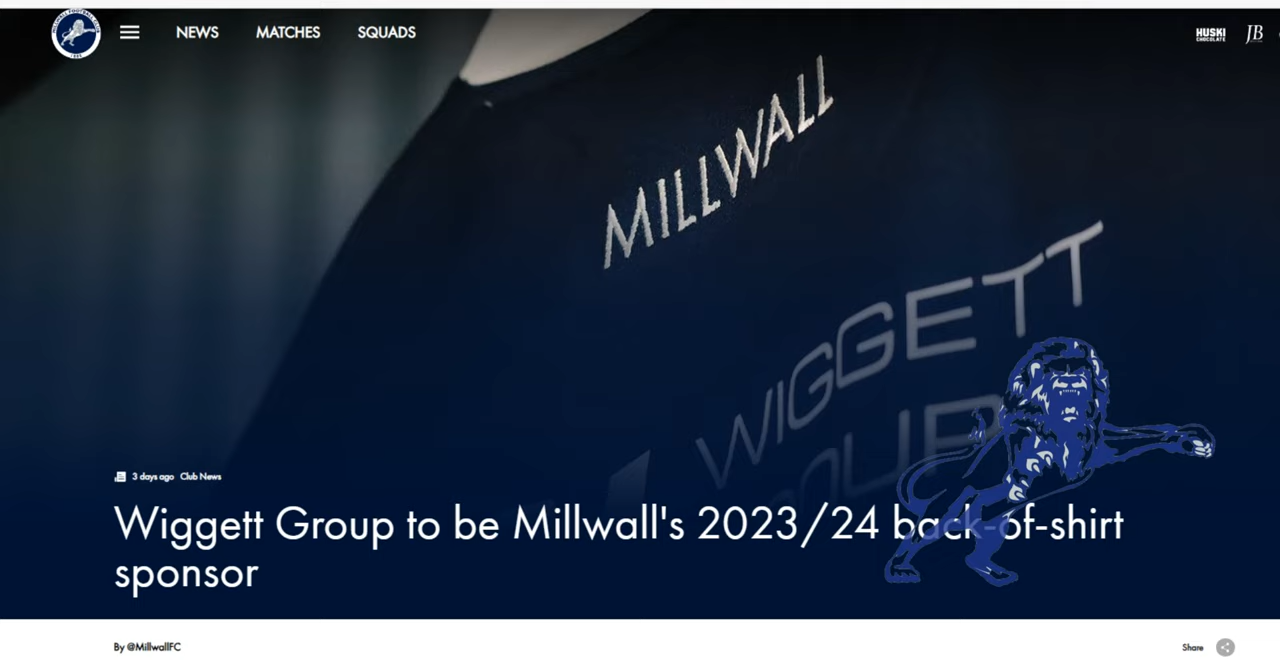 NEWS MATCHES SQUADS
HUSKI
CHOCOLATE
JB
MILLWALL
WIGGETT
3 days ago Club News
Wiggett Group to be Millwall's 2023/24 back-of-shirt
sponsor
By @MillwallFC
Share